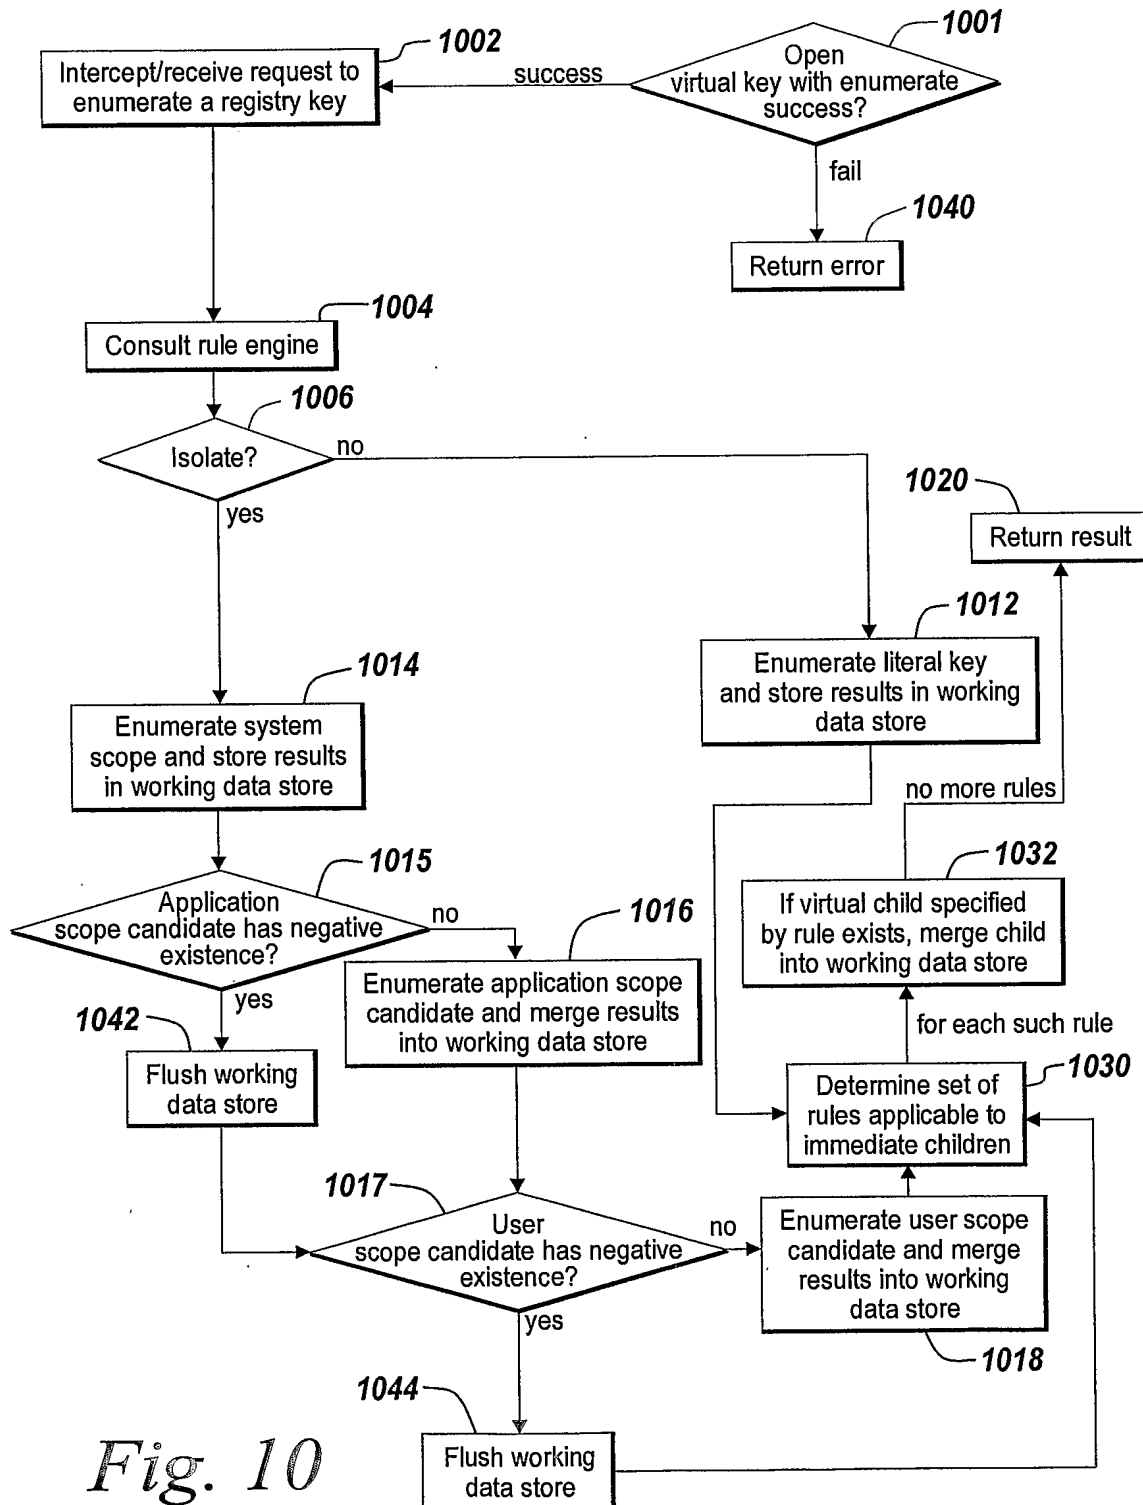 1002
Intercept/receive request to
enumerate a registry key
success
1001
Open
virtual key with enumerate
success?
fail
1040
Return error
1004
Consult rule engine
1006
Isolate?
no
yes
1020
Return result
1012
Enumerate literal key
and store results in working
data store
1014
Enumerate system
scope and store results
in working data store
no more rules
1015
Application
scope candidate has negative
existence?
no
yes
1016
Enumerate application scope
candidate and merge results
into working data store
1032
If virtual child specified
by rule exists, merge child
into working data store
for each such rule
1042
Flush working
data store
1030
Determine set of
rules applicable to
immediate children
1017
User
scope candidate has negative
existence?
no
yes
Enumerate user scope
candidate and merge
results into working
data store
1018
1044
Flush working
data store
Fig. 10